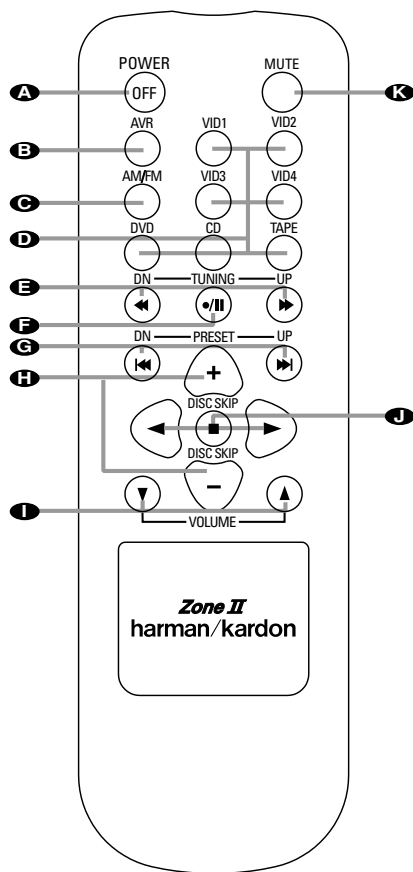 POWER MUTE
A OFF K
AVR VID1 VID2
B
AM/FM VID3 VID4
C
D DVD CD TAPE
E DN TUNING UP
F
G DN PRESET UP
H +
DISC SKIP
J
DISC SKIP
−
I VOLUME
Zone II
harman/kardon